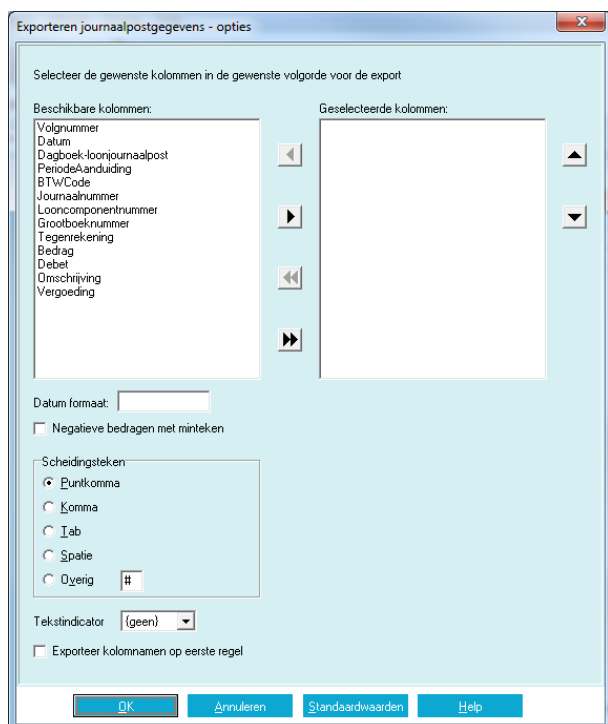 Exporteren journaalpostgegevens - opties
Selecteer de gewenste kolommen in de gewenste volgorde voor de export
Beschikbare kolommen:
Geselecteerde kolommen:
Volgnummer
Datum
Dagboek-loonjournaalpost
PeriodeAanduiding
BTWCode
Journaalnummer
Looncomponentnummer
Grootboeknummer
Tegenrekening
Bedrag
Debet
Omschrijving
Vergoeding
Datum formaat:
Negatieve bedragen met minteken
Scheidingsteken
Puntkomma
Komma
Tab
Spatie
Overig #
Tekstindicator {geen}
Exporteer kolomnamen op eerste regel
OK Annuleren Standaardwaarden Help